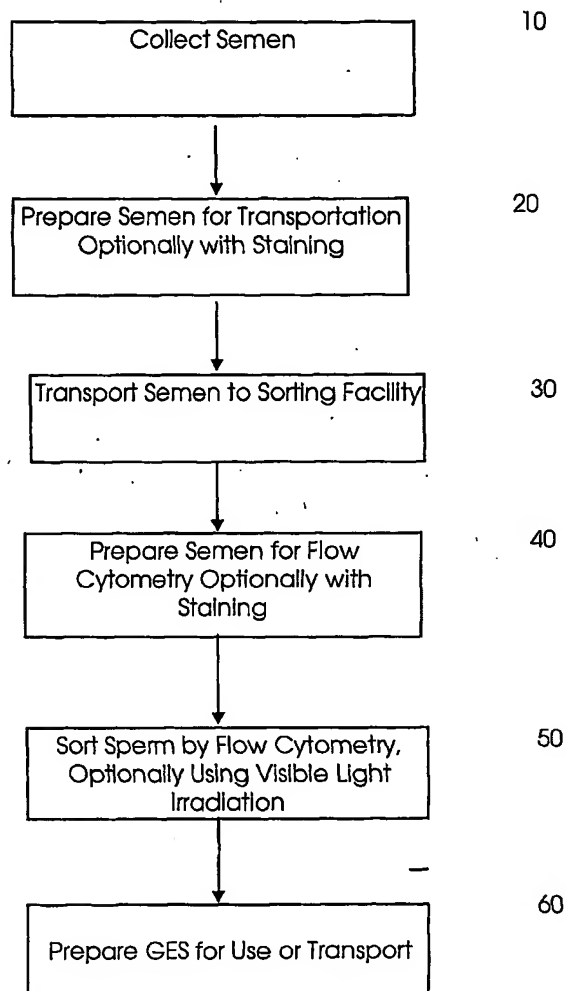 Collect Semen
10
Prepare Semen for Transportation
Optionally with Staining
20
Transport Semen to Sorting Facility
30
Prepare Semen for Flow
Cytometry Optionally with
Staining
40
Sort Sperm by Flow Cytometry,
Optionally Using Visible Light
Irradiation
50
Prepare GES for Use or Transport
60